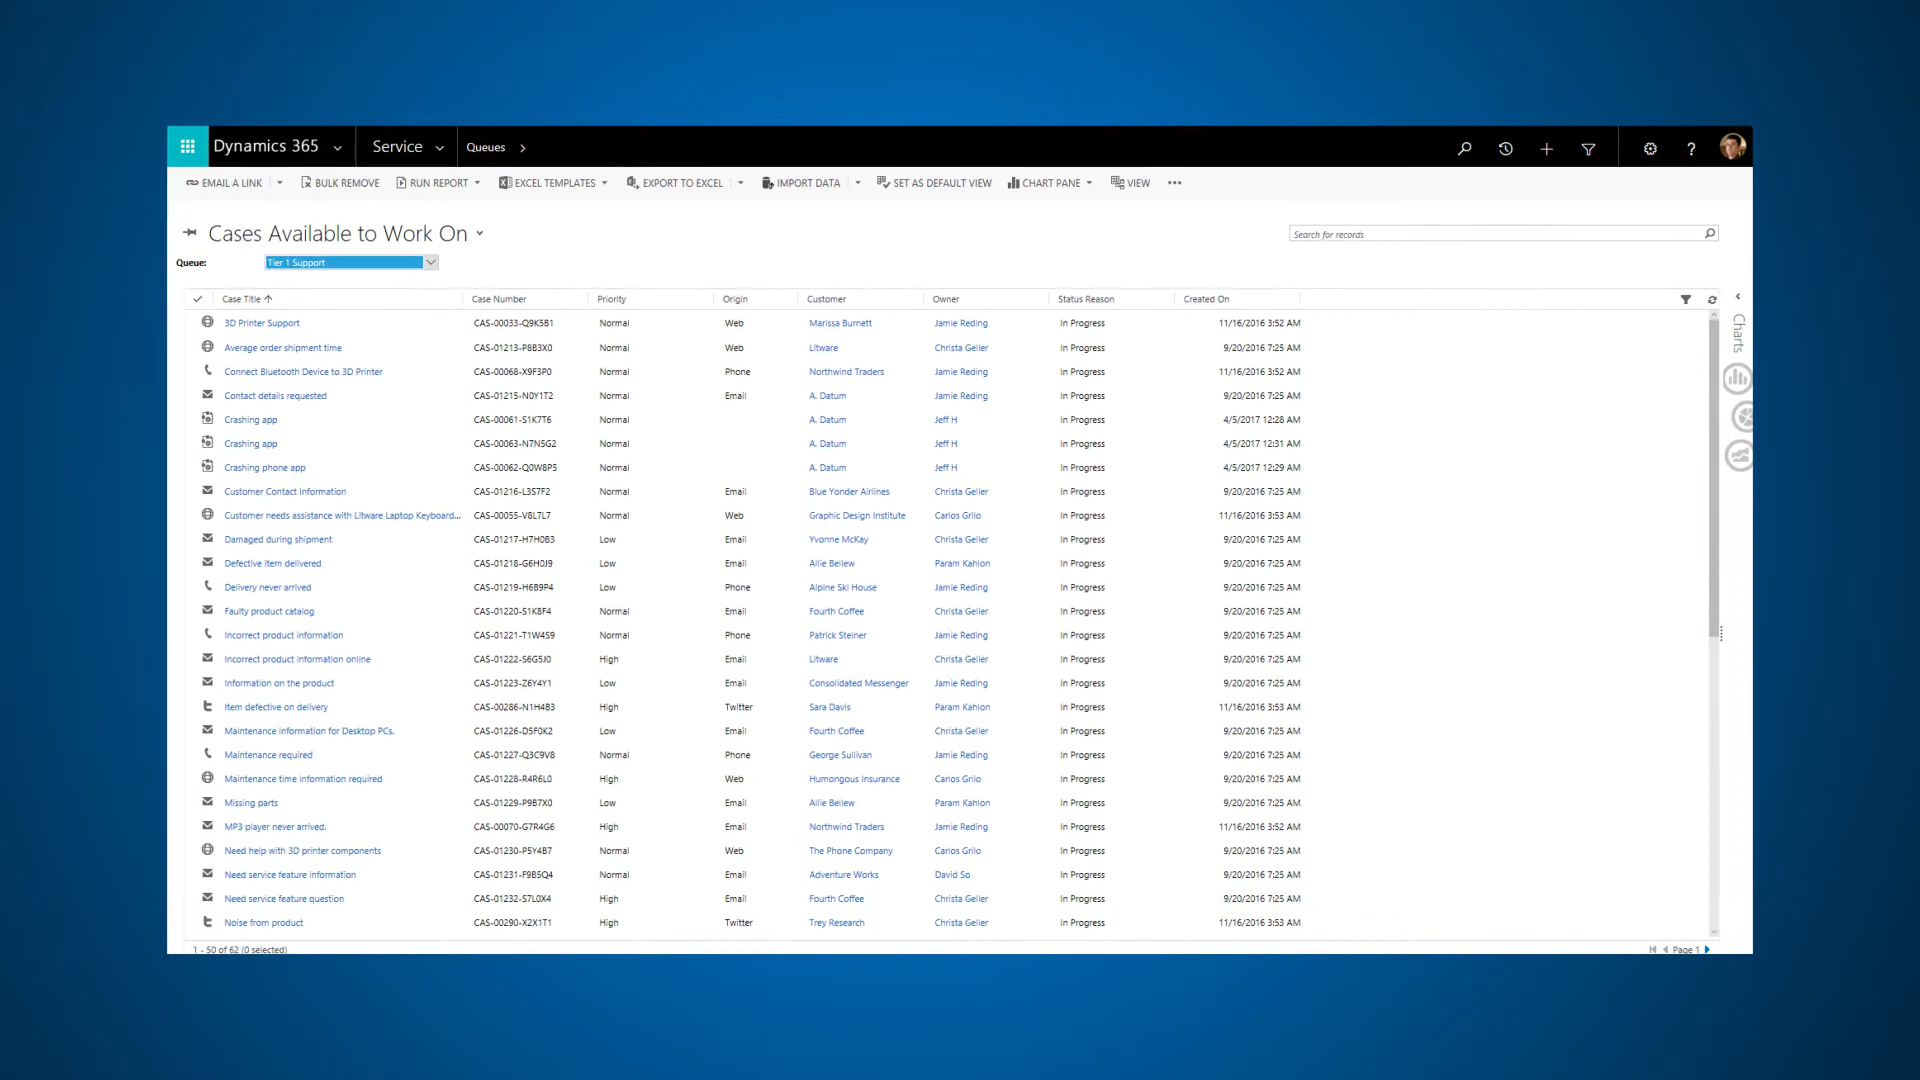 Dynamics 365 Service Queues
EMAIL A LINK BULK REMOVE RUN REPORT EXCEL TEMPLATES EXPORT TO EXCEL IMPORT DATA SET AS DEFAULT VIEW CHART PANE VIEW
Cases Available to Work On Search for records
Queue: Tier 1 Support
Case Title Case Number Priority Origin Customer Owner Status Reason Created On
Charts
3D Printer Support CAS-00033-Q9K5B1 Normal Web Marissa Burnett Jamie Reding In Progress 11/16/2016 3:52 AM
Average order shipment time CAS-01213-P8B3X0 Normal Web Litware Christa Geller In Progress 9/20/2016 7:25 AM
Connect Bluetooth Device to 3D Printer CAS-00068-X9F3P0 Normal Phone Northwind Traders Jamie Reding In Progress 11/16/2016 3:52 AM
Contact details requested CAS-01215-N0Y1T2 Normal Email A. Datum Jamie Reding In Progress 9/20/2016 7:25 AM
Crashing app CAS-00061-S1K7T6 Normal A. Datum Jeff H In Progress 4/5/2017 12:28 AM
Crashing app CAS-00063-N7N5G2 Normal A. Datum Jeff H In Progress 4/5/2017 12:31 AM
Crashing phone app CAS-00062-Q0W8P5 Normal A. Datum Jeff H In Progress 4/5/2017 12:29 AM
Customer Contact Information CAS-01216-L3S7F2 Normal Email Blue Yonder Airlines Christa Geller In Progress 9/20/2016 7:25 AM
Customer needs assistance with Litware Laptop Keyboard... CAS-00055-V8L7L7 Normal Web Graphic Design Institute Carlos Grilo In Progress 11/16/2016 3:53 AM
Damaged during shipment CAS-01217-H7H0B3 Low Email Yvonne McKay Christa Geller In Progress 9/20/2016 7:25 AM
Defective item delivered CAS-01218-G6H0J9 Low Email Allie Bellew Param Kahlon In Progress 9/20/2016 7:25 AM
Delivery never arrived CAS-01219-H6B9P4 Low Phone Alpine Ski House Jamie Reding In Progress 9/20/2016 7:25 AM
Faulty product catalog CAS-01220-S1K8F4 Normal Email Fourth Coffee Christa Geller In Progress 9/20/2016 7:25 AM
Incorrect product information CAS-01221-T1W4S9 Normal Phone Patrick Steiner Jamie Reding In Progress 9/20/2016 7:25 AM
Incorrect product information online CAS-01222-S6G5J0 High Email Litware Christa Geller In Progress 9/20/2016 7:25 AM
Information on the product CAS-01223-Z6Y4Y1 Low Email Consolidated Messenger Jamie Reding In Progress 9/20/2016 7:25 AM
Item defective on delivery CAS-00286-N1H4B3 High Twitter Sara Davis Param Kahlon In Progress 11/16/2016 3:53 AM
Maintenance information for Desktop PCs. CAS-01226-D5F0K2 Low Email Fourth Coffee Christa Geller In Progress 9/20/2016 7:25 AM
Maintenance required CAS-01227-Q3C9V8 Normal Phone George Sullivan Jamie Reding In Progress 9/20/2016 7:25 AM
Maintenance time information required CAS-01228-R4R6L0 High Web Humongous Insurance Carlos Grilo In Progress 9/20/2016 7:25 AM
Missing parts CAS-01229-P9B7X0 Low Email Allie Bellew Param Kahlon In Progress 9/20/2016 7:25 AM
MP3 player never arrived. CAS-00070-G7R4G6 High Email Northwind Traders Jamie Reding In Progress 11/16/2016 3:52 AM
Need help with 3D printer components CAS-01230-P5Y4B7 Normal Web The Phone Company Carlos Grilo In Progress 9/20/2016 7:25 AM
Need service feature information CAS-01231-F9B5Q4 Normal Email Adventure Works David So In Progress 9/20/2016 7:25 AM
Need service feature question CAS-01232-S7L0X4 High Email Fourth Coffee Christa Geller In Progress 9/20/2016 7:25 AM
Noise from product CAS-00290-X2X1T1 High Twitter Trey Research Christa Geller In Progress 11/16/2016 3:53 AM
1 - 50 of 62 (0 selected) Page 1